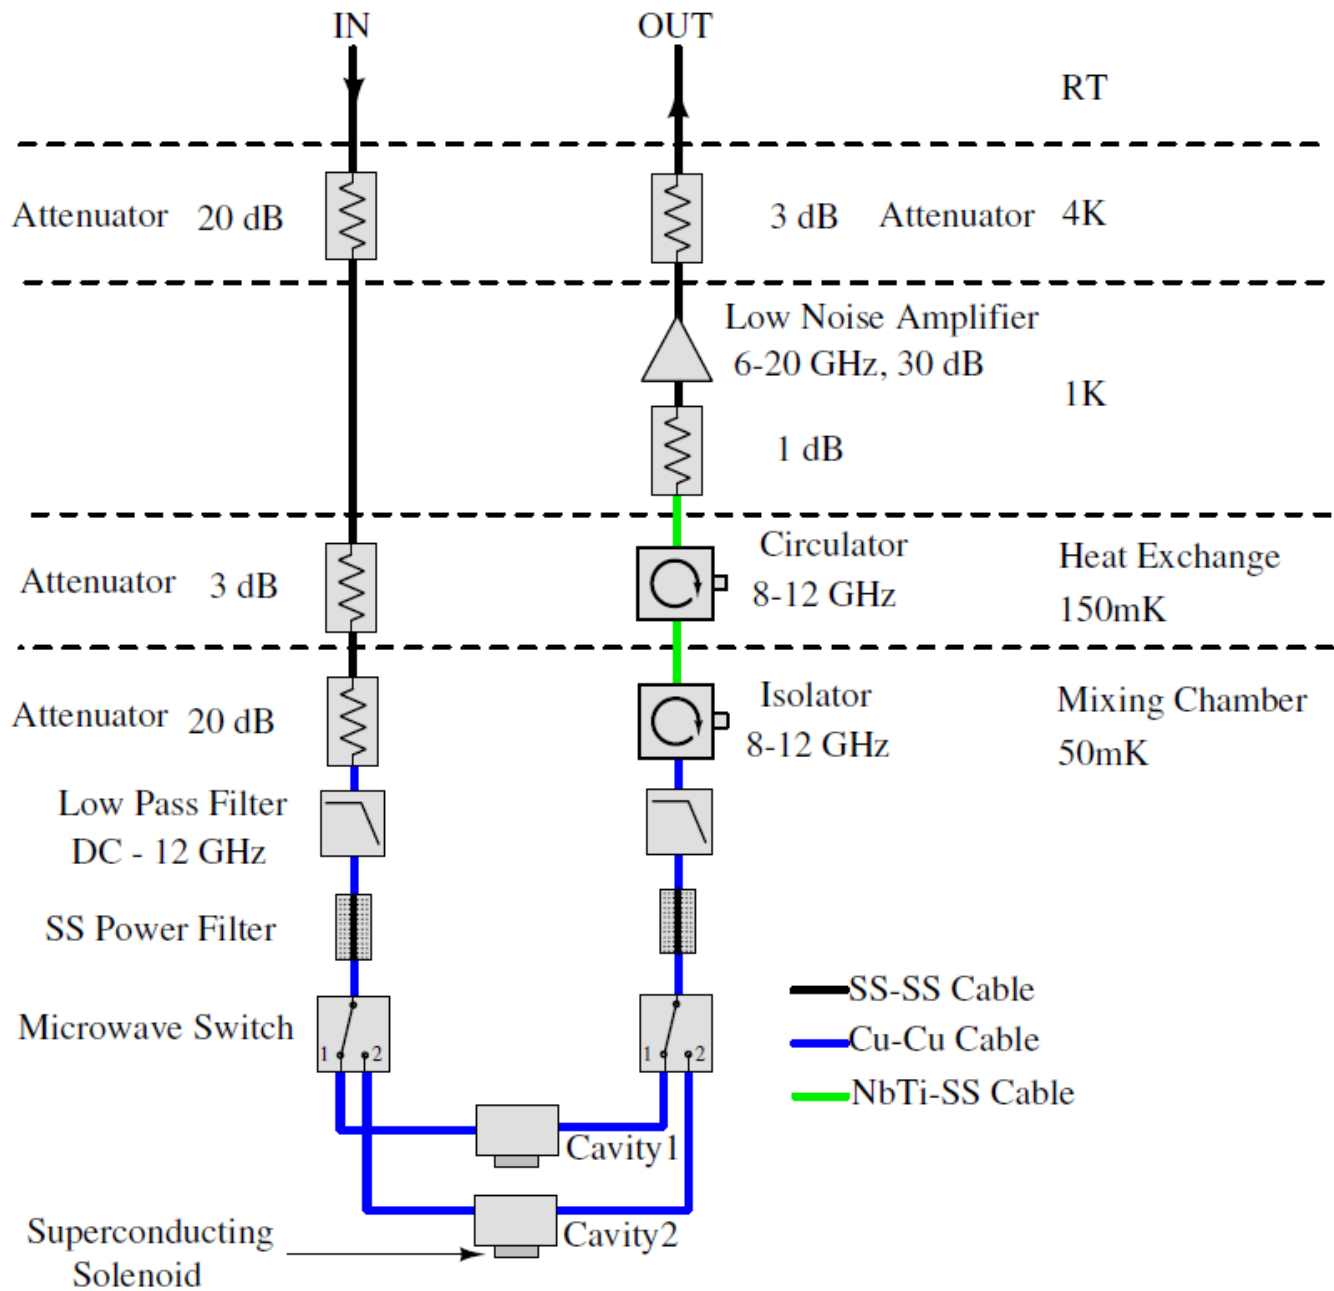 IN
OUT
RT
Attenuator 20 dB
3 dB Attenuator
4K
Low Noise Amplifier
6-20 GHz, 30 dB
1K
1 dB
Attenuator 3 dB
Circulator
8-12 GHz
Heat Exchange
150mK
Attenuator 20 dB
Isolator
8-12 GHz
Mixing Chamber
50mK
Low Pass Filter
DC - 12 GHz
SS Power Filter
Microwave Switch
1 2
1 2
SS-SS Cable
Cu-Cu Cable
NbTi-SS Cable
Cavity1
Cavity2
Superconducting
Solenoid